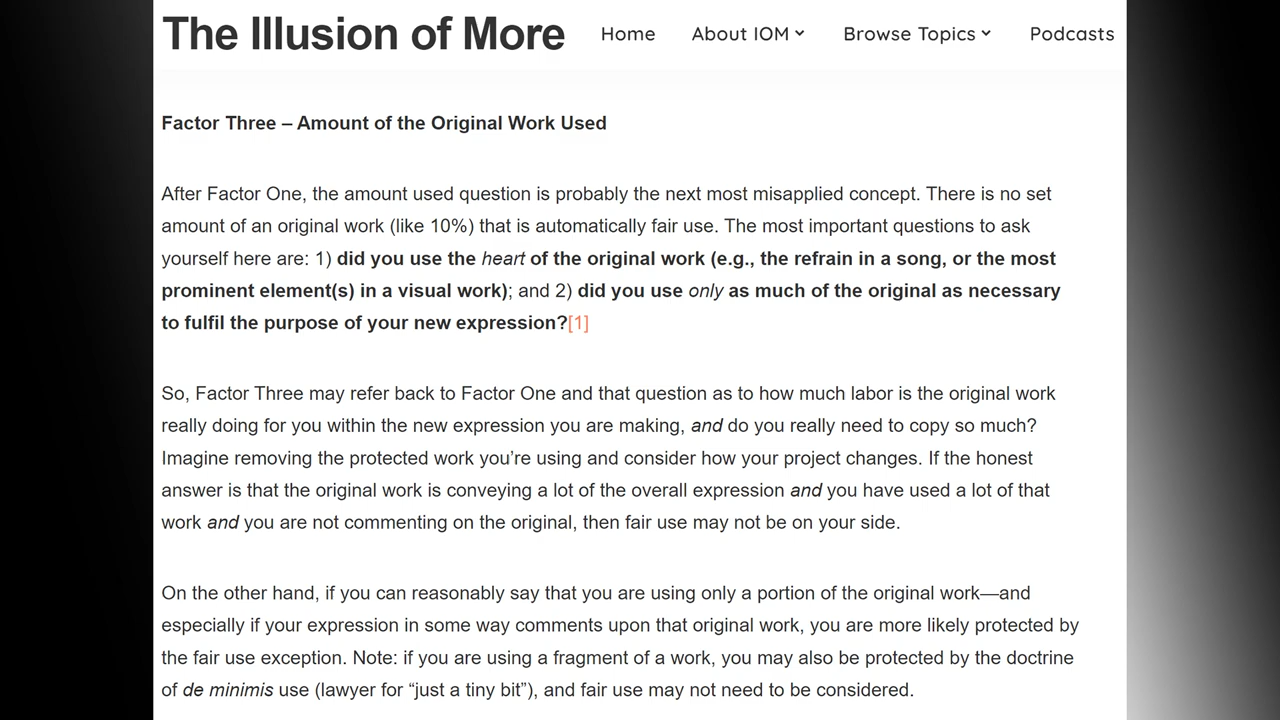 The Illusion of More
Home About IOM Browse Topics Podcasts
Factor Three – Amount of the Original Work Used
After Factor One, the amount used question is probably the next most misapplied concept. There is no set
amount of an original work (like 10%) that is automatically fair use. The most important questions to ask
yourself here are: 1) did you use the heart of the original work (e.g., the refrain in a song, or the most
prominent element(s) in a visual work); and 2) did you use only as much of the original as necessary
to fulfil the purpose of your new expression?[1]
So, Factor Three may refer back to Factor One and that question as to how much labor is the original work
really doing for you within the new expression you are making, and do you really need to copy so much?
Imagine removing the protected work you’re using and consider how your project changes. If the honest
answer is that the original work is conveying a lot of the overall expression and you have used a lot of that
work and you are not commenting on the original, then fair use may not be on your side.
On the other hand, if you can reasonably say that you are using only a portion of the original work—and
especially if your expression in some way comments upon that original work, you are more likely protected by
the fair use exception. Note: if you are using a fragment of a work, you may also be protected by the doctrine
of de minimis use (lawyer for “just a tiny bit”), and fair use may not need to be considered.